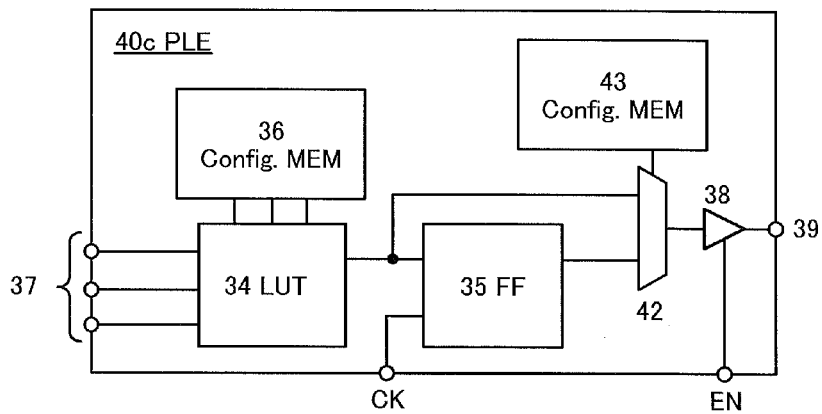 40c PLE
43
Config. MEM
36
Config. MEM
38
39
37
34 LUT
35 FF
42
CK
EN